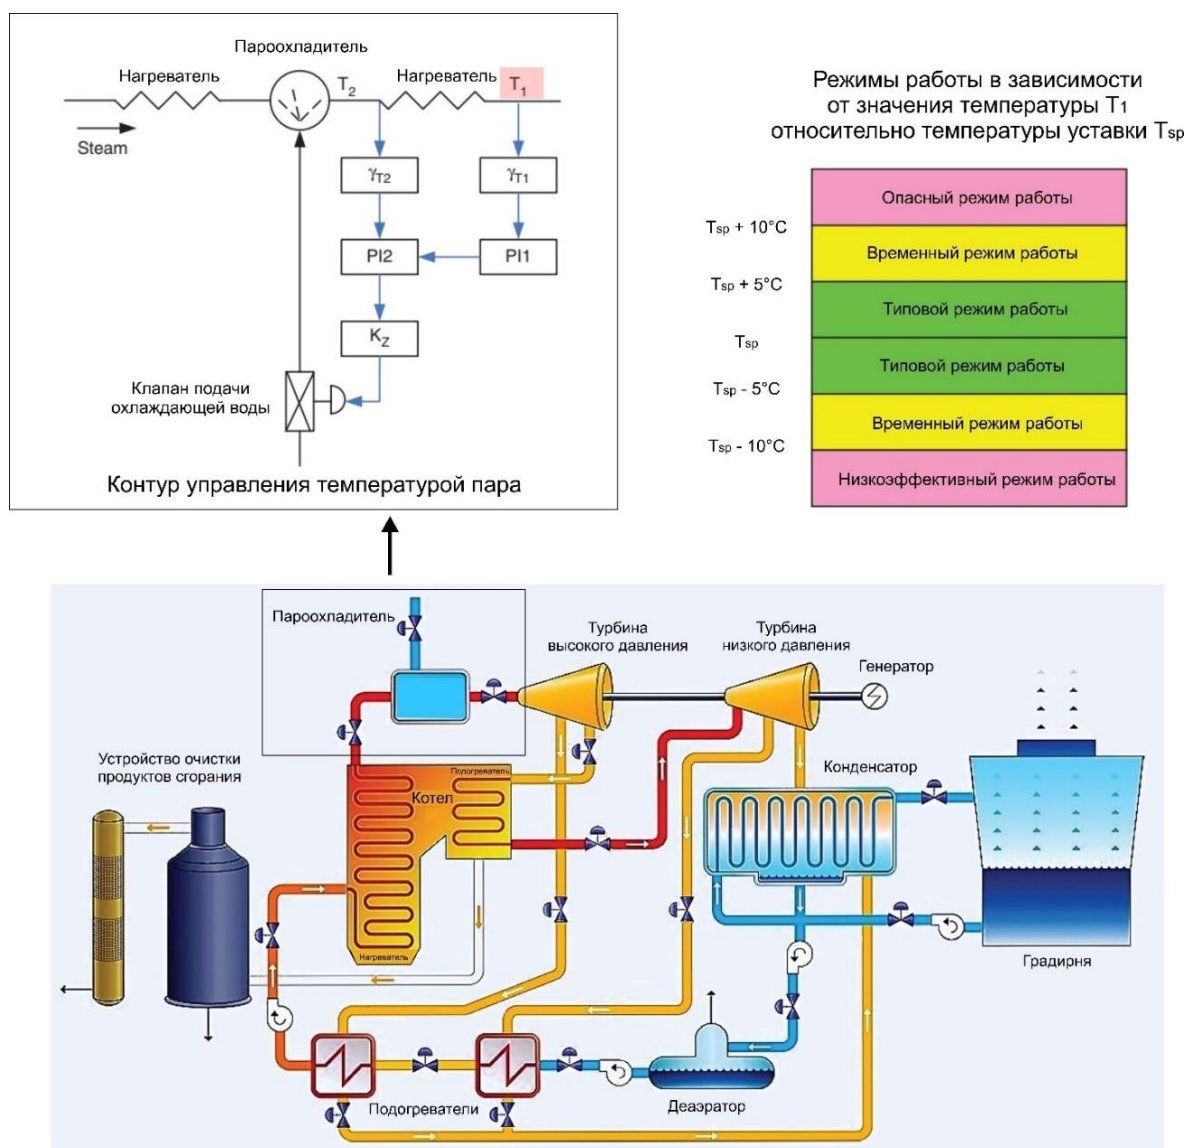 Пароохладитель
Нагреватель
T2
Нагреватель
T1
Steam
γT2
γT1
PI2
PI1
KZ
Клапан подачи
охлаждающей воды
Контур управления температурой пара
Режимы работы в зависимости
от значения температуры T1
относительно температуры уставки Tsp
Опасный режим работы
Tsp + 10°C
Временный режим работы
Tsp + 5°C
Типовой режим работы
Tsp
Типовой режим работы
Tsp - 5°C
Временный режим работы
Tsp - 10°C
Низкоэффективный режим работы
Пароохладитель
Турбина
высокого давления
Турбина
низкого давления
Генератор
Устройство очистки
продуктов сгорания
Подогреватель
Котел
Конденсатор
Нагреватель
Градирня
Подогреватели
Деаэратор